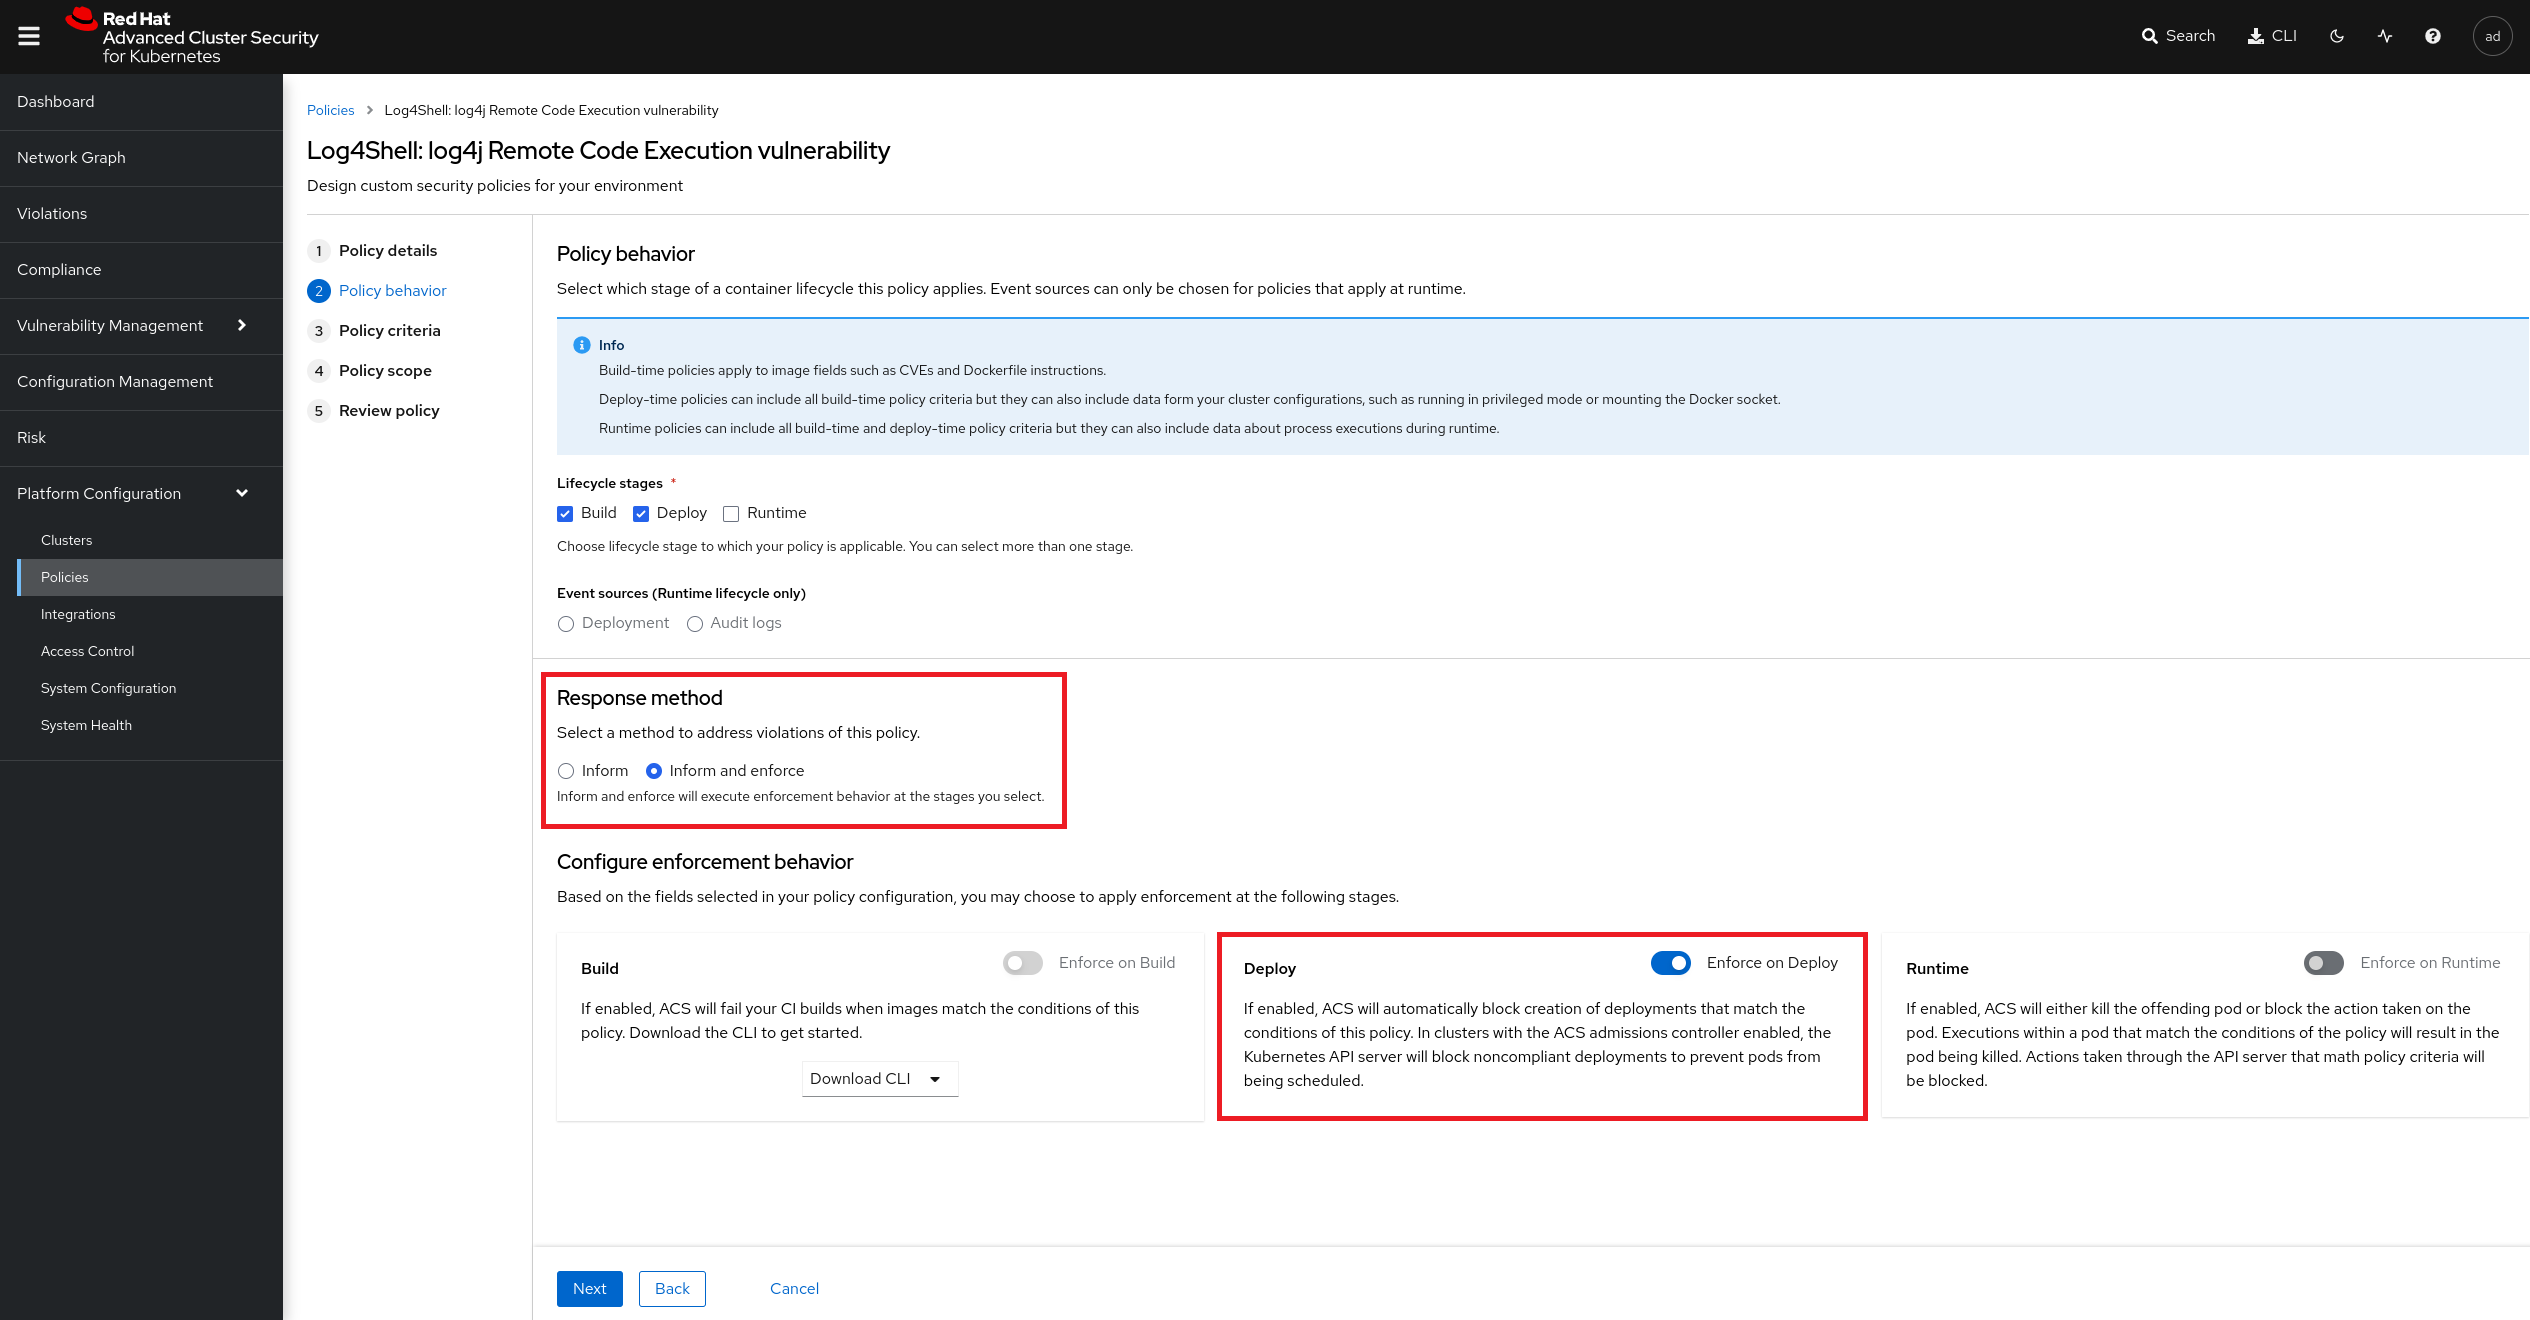 Red Hat
Advanced Cluster Security
for Kubernetes
Search
CLI
ad
Dashboard
Network Graph
Violations
Compliance
Vulnerability Management
Configuration Management
Risk
Platform Configuration
Clusters
Policies
Integrations
Access Control
System Configuration
System Health
Policies > Log4Shell: log4j Remote Code Execution vulnerability
Log4Shell: log4j Remote Code Execution vulnerability
Design custom security policies for your environment
1 Policy details
2 Policy behavior
3 Policy criteria
4 Policy scope
5 Review policy
Policy behavior
Select which stage of a container lifecycle this policy applies. Event sources can only be chosen for policies that apply at runtime.
Info
Build-time policies apply to image fields such as CVEs and Dockerfile instructions.
Deploy-time policies can include all build-time policy criteria but they can also include data form your cluster configurations, such as running in privileged mode or mounting the Docker socket.
Runtime policies can include all build-time and deploy-time policy criteria but they can also include data about process executions during runtime.
Lifecycle stages *
Build Deploy Runtime
Choose lifecycle stage to which your policy is applicable. You can select more than one stage.
Event sources (Runtime lifecycle only)
Deployment Audit logs
Response method
Select a method to address violations of this policy.
Inform Inform and enforce
Inform and enforce will execute enforcement behavior at the stages you select.
Configure enforcement behavior
Based on the fields selected in your policy configuration, you may choose to apply enforcement at the following stages.
Build
Enforce on Build
If enabled, ACS will fail your CI builds when images match the conditions of this
policy. Download the CLI to get started.
Download CLI
Deploy
Enforce on Deploy
If enabled, ACS will automatically block creation of deployments that match the
conditions of this policy. In clusters with the ACS admissions controller enabled, the
Kubernetes API server will block noncompliant deployments to prevent pods from
being scheduled.
Runtime
Enforce on Runtime
If enabled, ACS will either kill the offending pod or block the action taken on the
pod. Executions within a pod that match the conditions of the policy will result in the
pod being killed. Actions taken through the API server that math policy criteria will
be blocked.
Next
Back
Cancel